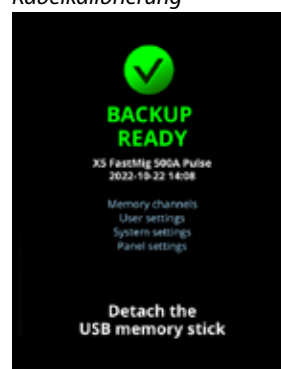 Kabelkalibrierung
BACKUP
READY
X5 FastMig 500A Pulse
2022-10-22 14:08
Memory channels
User settings
System settings
Panel settings
Detach the
USB memory stick